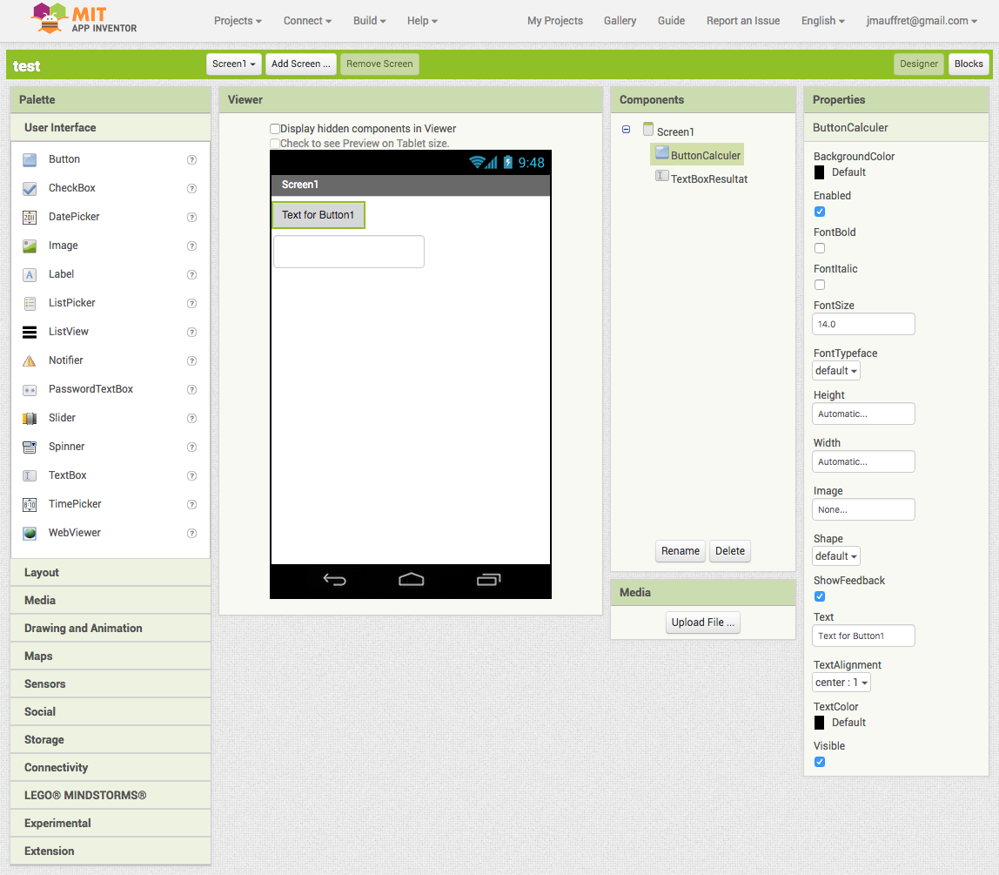 MIT
APP INVENTOR
Projects Connect Build Help My Projects Gallery Guide Report an Issue English jmauffret@gmail.com
test Screen1 Add Screen ... Remove Screen Designer Blocks
Palette
User Interface
Button ?
CheckBox ?
2011 DatePicker ?
Image ?
A Label ?
ListPicker ?
ListView ?
Notifier ?
** PasswordTextBox ?
Slider ?
Spinner ?
TextBox ?
8:10 TimePicker ?
WebViewer ?
Layout
Media
Drawing and Animation
Maps
Sensors
Social
Storage
Connectivity
LEGO® MINDSTORMS®
Experimental
Extension
Viewer
Display hidden components in Viewer
Check to see Preview on Tablet size.
9:48
Screen1
Text for Button1
Components
Screen1
ButtonCalculer
TextBoxResultat
Rename Delete
Media
Upload File ...
Properties
ButtonCalculer
BackgroundColor
Default
Enabled
FontBold
FontItalic
FontSize
14.0
FontTypeface
default
Height
Automatic...
Width
Automatic...
Image
None...
Shape
default
ShowFeedback
Text
Text for Button1
TextAlignment
center : 1
TextColor
Default
Visible